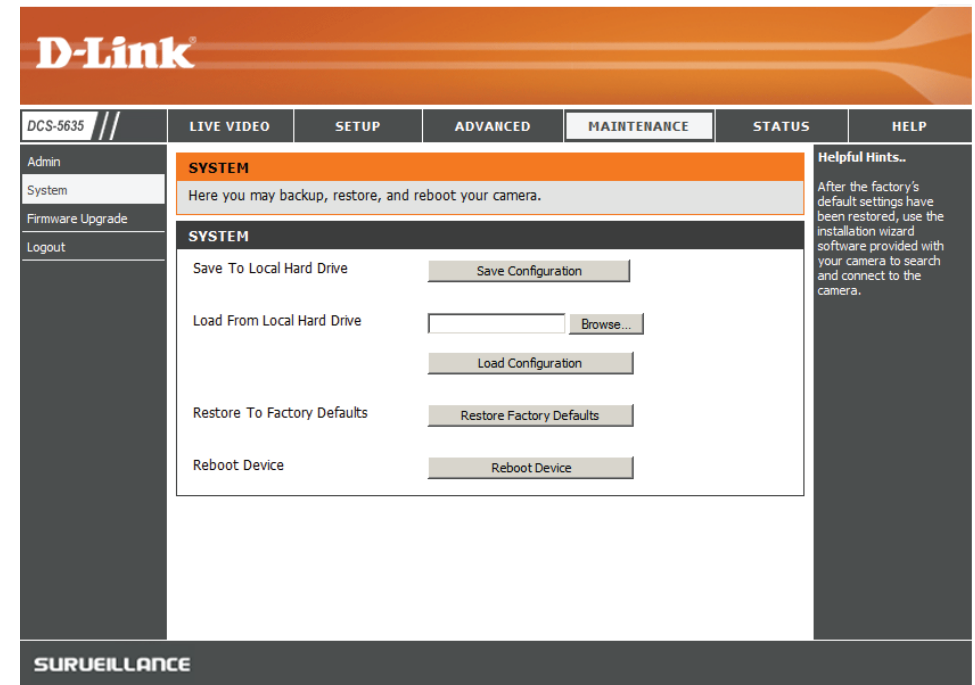 D-Link
DCS-5635
LIVE VIDEO
SETUP
ADVANCED
MAINTENANCE
STATUS
HELP
Admin
System
Firmware Upgrade
Logout
SYSTEM
Here you may backup, restore, and reboot your camera.
SYSTEM
Save To Local Hard Drive
Save Configuration
Load From Local Hard Drive
Browse...
Load Configuration
Restore To Factory Defaults
Restore Factory Defaults
Reboot Device
Reboot Device
Helpful Hints..
After the factory's
default settings have
been restored, use the
installation wizard
software provided with
your camera to search
and connect to the
camera.
SURVEILLANCE